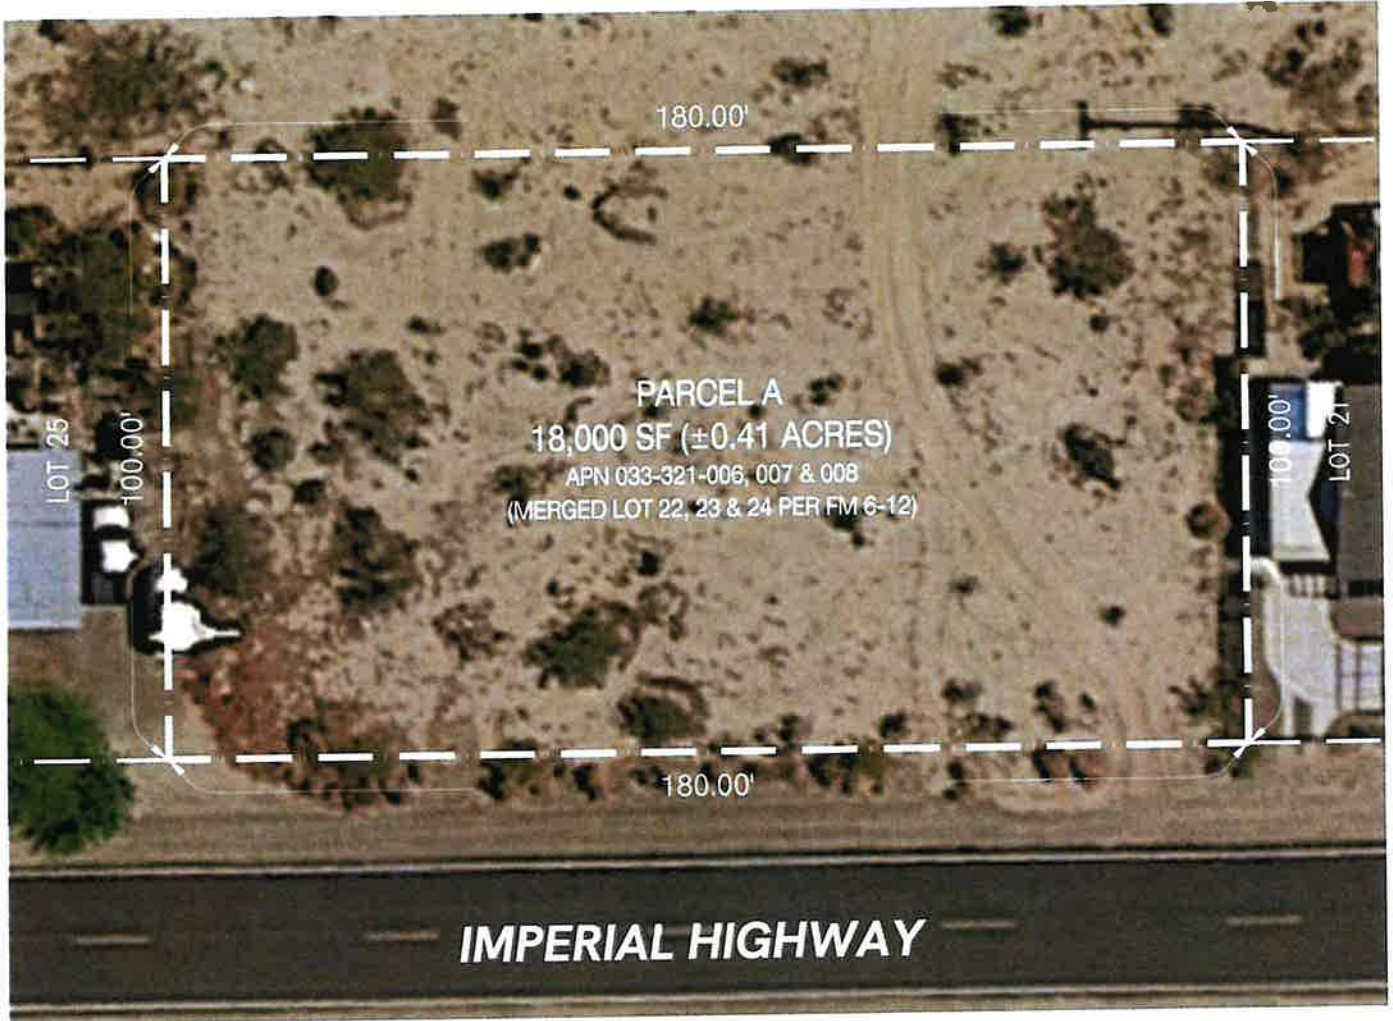 180.00'
PARCEL A
18,000 SF (±0.41 ACRES)
APN 033-321-006, 007 & 008
(MERGED LOT 22, 23 & 24 PER FM 6-12)
LOT 25
100.00'
100.00'
LOT 21
180.00'
IMPERIAL HIGHWAY